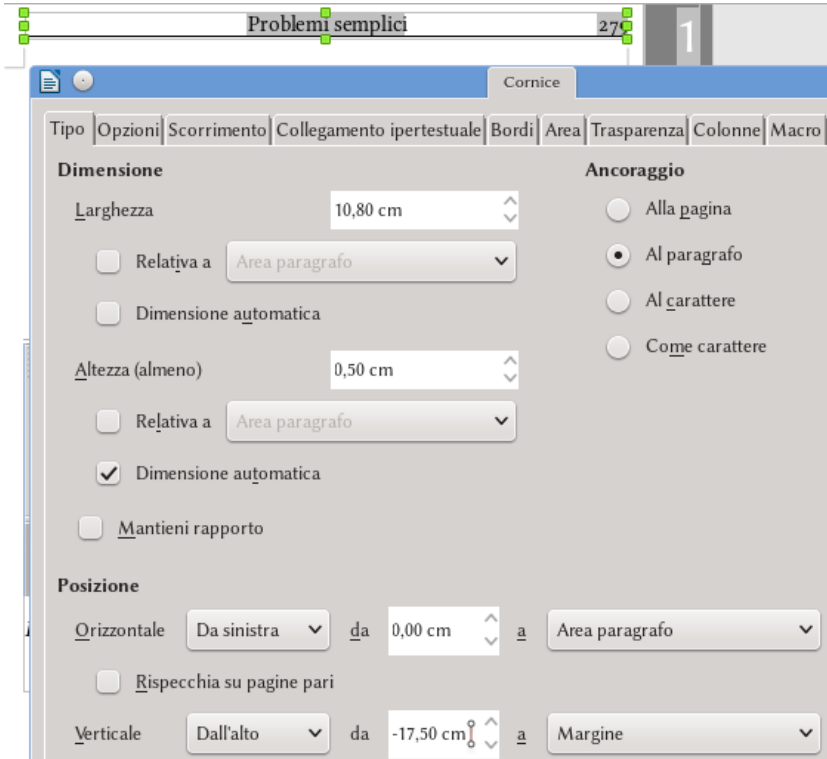 Problemi semplici 279
1
Cornice
Tipo Opzioni Scorrimento Collegamento ipertestuale Bordi Area Trasparenza Colonne Macro
Dimensione
Larghezza 10,80 cm
Relativa a Area paragrafo
Dimensione automatica
Altezza (almeno) 0,50 cm
Relativa a Area paragrafo
Dimensione automatica
Mantieni rapporto
Ancoraggio
Alla pagina
Al paragrafo
Al carattere
Come carattere
Posizione
Orizzontale Da sinistra da 0,00 cm a Area paragrafo
Rispecchia su pagine pari
Verticale Dall'alto da -17,50 cm a Margine